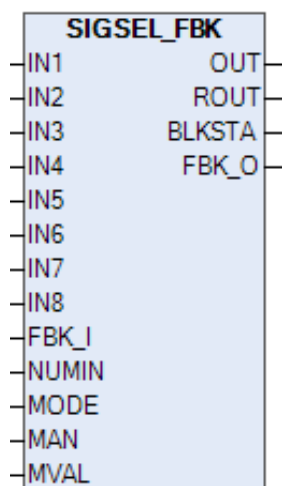 SIGSEL_FBK
IN1 OUT
IN2 ROUT
IN3 BLKSTA
IN4 FBK_O
IN5
IN6
IN7
IN8
FBK_I
NUMIN
MODE
MAN
MVAL